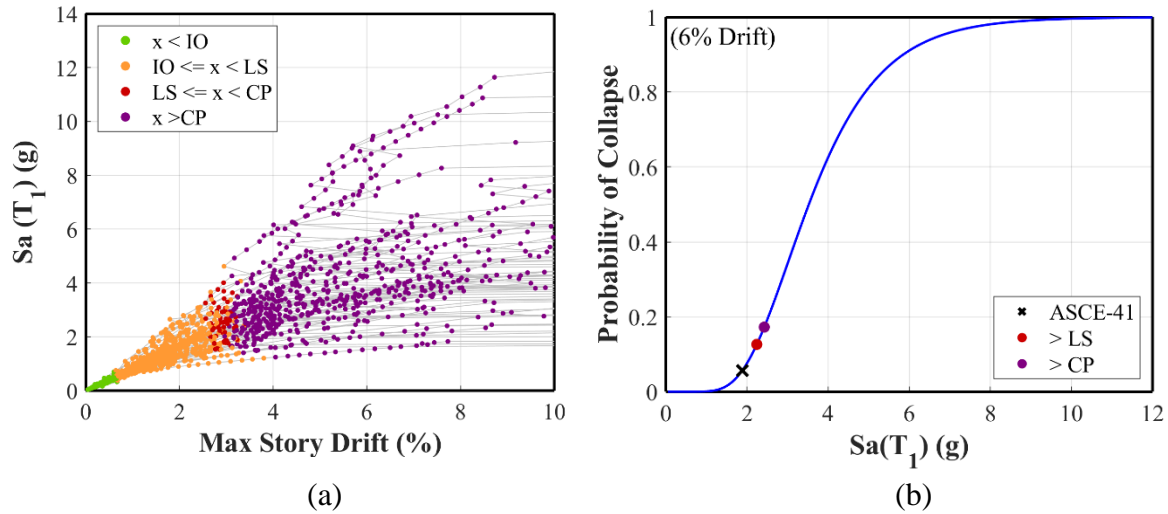 14
12
10
8
6
4
2
0
Sa (T1) (g)
x < IO
IO <= x < LS
LS <= x < CP
x >CP
0 2 4 6 8 10
Max Story Drift (%)
(a)
1
0.8
0.6
0.4
0.2
0
Probability of Collapse
(6% Drift)
ASCE-41
> LS
> CP
0 2 4 6 8 10 12
Sa(T1) (g)
(b)